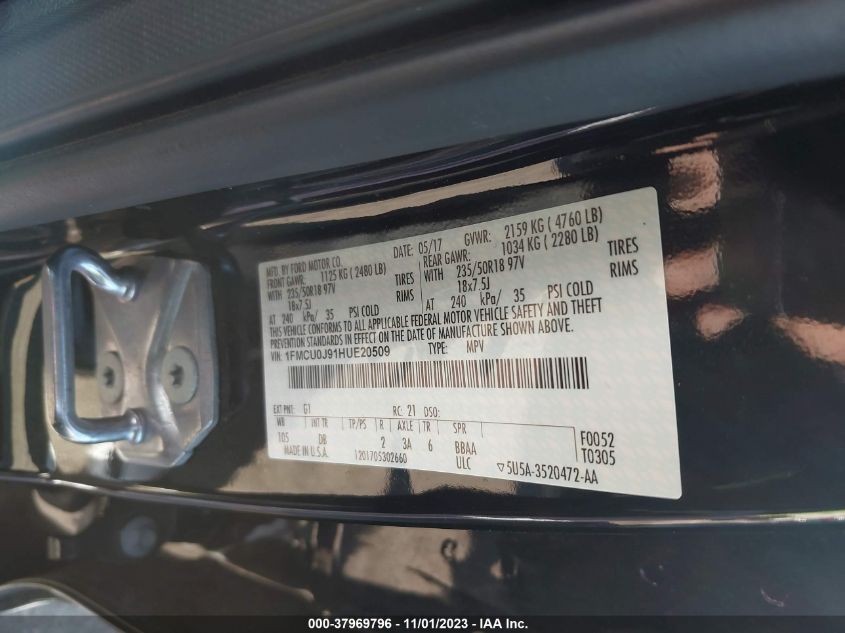 MFD. BY FORD MOTOR CO.
DATE: 05/17 GVWR: 2159 KG ( 4760 LB)
FRONT GAWR: 1125 KG ( 2480 LB) REAR GAWR: 1034 KG ( 2280 LB)
WITH 235/50R18 97V TIRES WITH 235/50R18 97V TIRES
18x7.5J RIMS 18x7.5J RIMS
AT 240 kPa/ 35 PSI COLD AT 240 kPa/ 35 PSI COLD
THIS VEHICLE CONFORMS TO ALL APPLICABLE FEDERAL MOTOR VEHICLE SAFETY AND THEFT
PREVENTION STANDARDS IN EFFECT ON THE DATE OF MANUFACTURE SHOWN ABOVE.
VIN: 1FMCU0J91HUE20509 TYPE: MPV
EXT PNT: G1 RC: 21 DSO:
WB INT TR TP/PS R AXLE TR SPR
105 DB 2 3A 6 BBAA F0052
MADE IN U.S.A. 1201705302660 ULC ▽5U5A-3520472-AA T0305
000-37969796 - 11/01/2023 - IAA Inc.